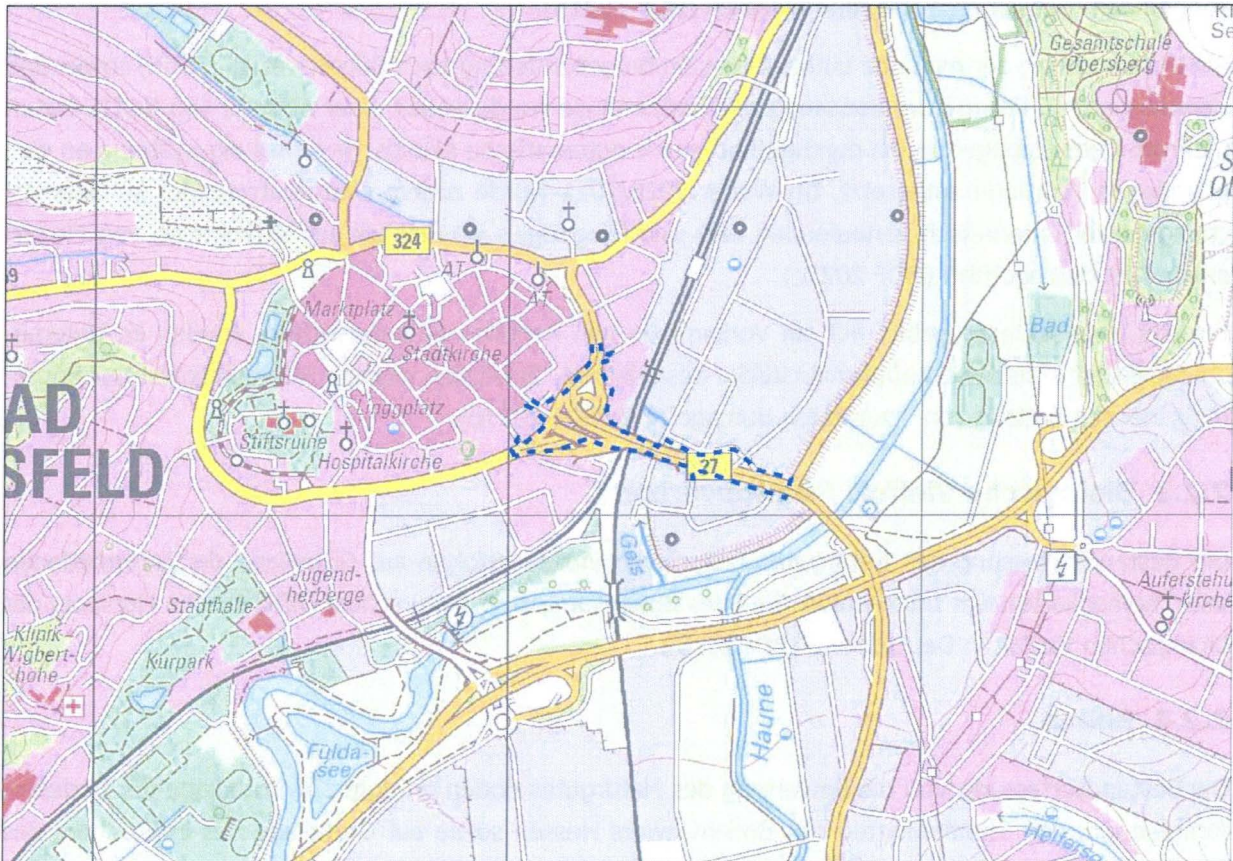 Gesamtschule
Obersberg
324
AT
AT
Marktplatz
Stadtkirche
Bad
Linggplatz
AD
SFELD
Stiftsruine
Hospitalkirche
27
Geis
Jugend-
herberge
Stadthalle
Auferstehu
kirche
Klinik
Wigbert-
höhe
Kurpark
Haune
Fulda-
see